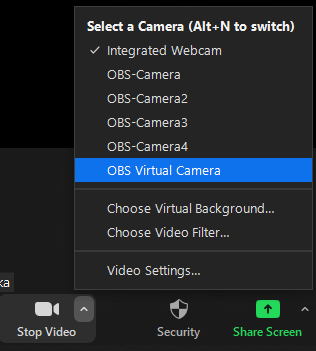 Select a Camera (Alt+N to switch)
Integrated Webcam
OBS-Camera
OBS-Camera2
OBS-Camera3
OBS-Camera4
OBS Virtual Camera
Choose Virtual Background...
Choose Video Filter...
Video Settings...
ка
Stop Video
Security
Share Screen